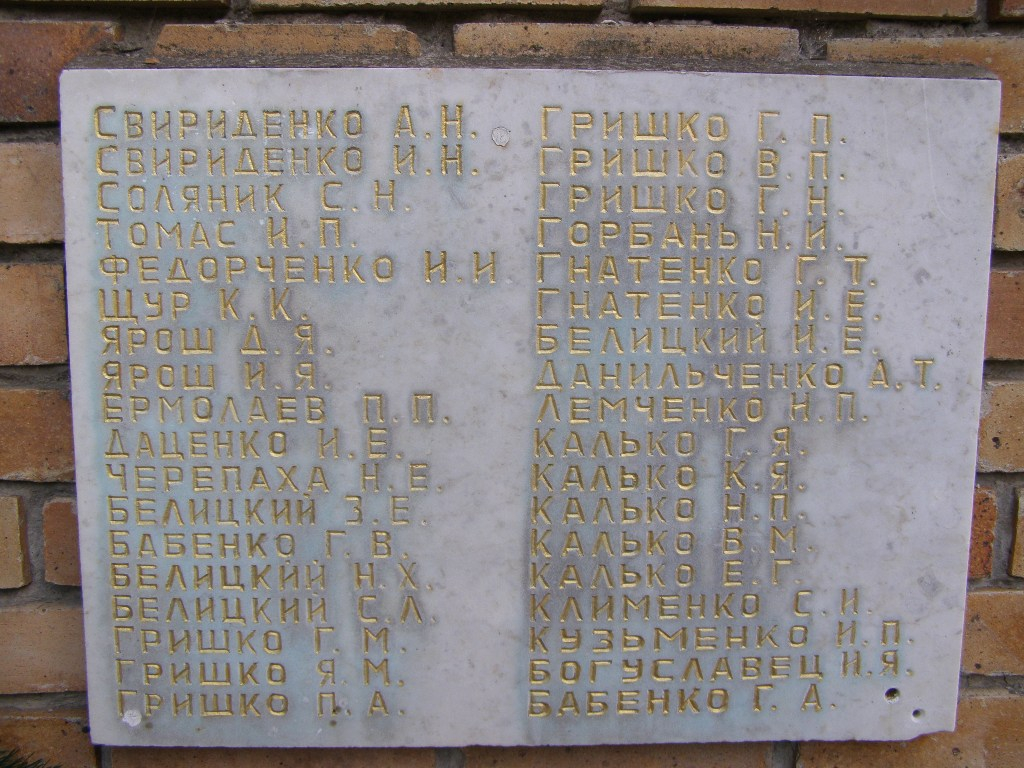 СВИРИДЕНКО А.Н.
СВИРИДЕНКО И.Н.
СОЛЯНИК С.Н.
ТОМАС И.П.
ФЕДОРЧЕНКО И.И.
ЩУР К.К.
ЯРОШ Д.Я.
ЯРОШ И.Я.
ЕРМОЛАЕВ П.П.
ДАЦЕНКО И.Е.
ЧЕРЕПАХА Н.Е.
БЕЛИЦКИЙ З.Е.
БАБЕНКО Г.В.
БЕЛИЦКИЙ Н.Х.
БЕЛИЦКИЙ С.Л.
ГРИШКО Г.М.
ГРИШКО Я.М.
ГРИШКО П.А.
ГРИШКО Г.П.
ГРИШКО В.П.
ГРИШКО Г.Н.
ГОРБАНЬ Н.И.
ГНАТЕНКО Г.Т.
ГНАТЕНКО И.Е.
БЕЛИЦКИЙ И.Е.
ДАНИЛЬЧЕНКО А.Т.
ЛЕМЧЕНКО Н.П.
КАЛЬКО Г.Я.
КАЛЬКО К.Я.
КАЛЬКО Н.П.
КАЛЬКО Б.М.
КАЛЬКО Е.Г.
КЛИМЕНКО С.И.
КУЗЬМЕНКО И.П.
БОГУСЛАВЕЦ И.Я.
БАБЕНКО Г.А.